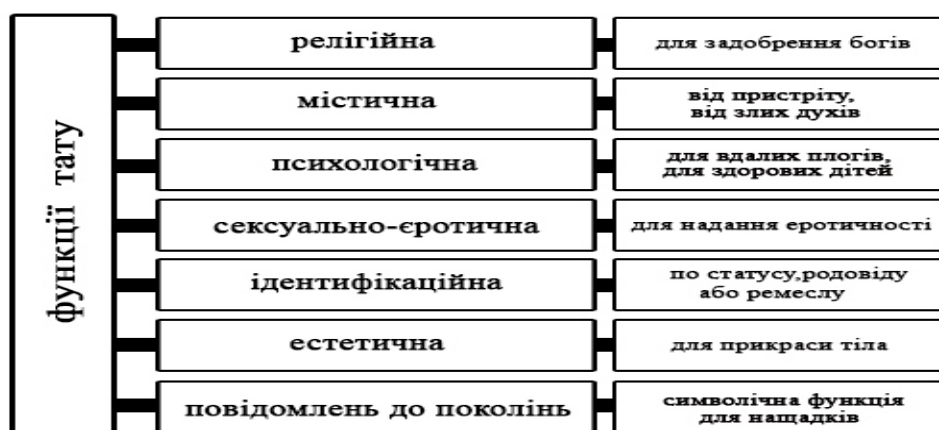 функції тату
релігійна
для задобрення богів
містична
від пристріту,
від злих духів
психологічна
для вдалих плогів,
для здорових дітей
сексуально-єротична
для надання еротичності
ідентифікаційна
по статусу,родовіду
або ремеслу
естетична
для прикраси тіла
повідомлень до поколінь
символічна функція
для нащадків